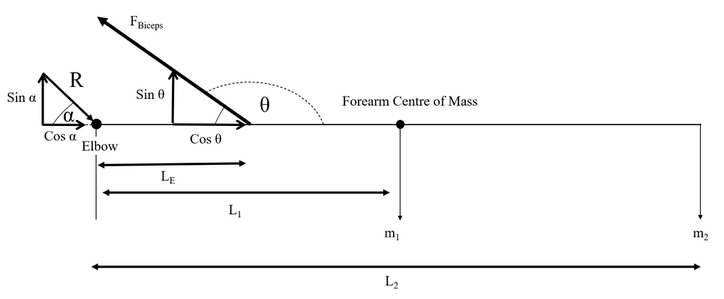 F_Biceps
R
Sin α
α
Cos α
Elbow
Sin θ
Cos θ
θ
Forearm Centre of Mass
L_E
L_1
m_1
m_2
L_2